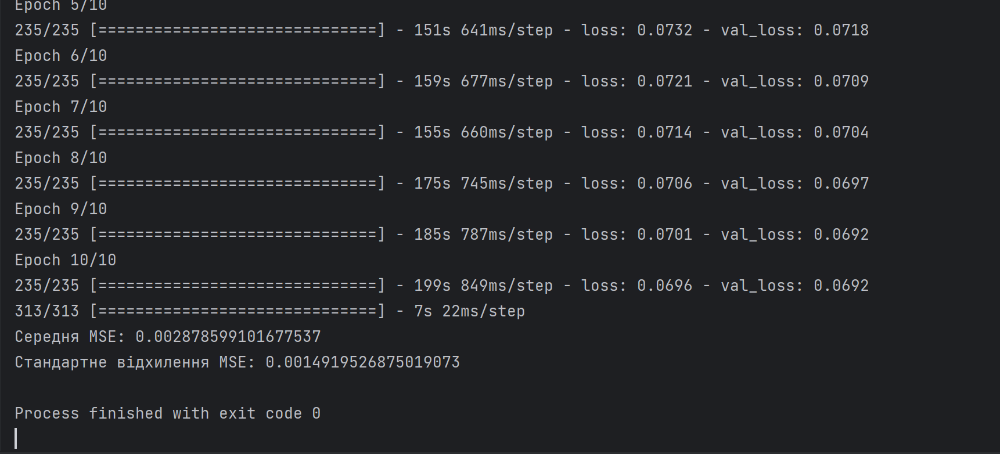 Epoch 5/10
235/235 [==============================] - 151s 641ms/step - loss: 0.0732 - val_loss: 0.0718
Epoch 6/10
235/235 [==============================] - 159s 677ms/step - loss: 0.0721 - val_loss: 0.0709
Epoch 7/10
235/235 [==============================] - 155s 660ms/step - loss: 0.0714 - val_loss: 0.0704
Epoch 8/10
235/235 [==============================] - 175s 745ms/step - loss: 0.0706 - val_loss: 0.0697
Epoch 9/10
235/235 [==============================] - 185s 787ms/step - loss: 0.0701 - val_loss: 0.0692
Epoch 10/10
235/235 [==============================] - 199s 849ms/step - loss: 0.0696 - val_loss: 0.0692
313/313 [==============================] - 7s 22ms/step
Середня MSE: 0.002878599101677537
Стандартне відхилення MSE: 0.0014919526875019073
Process finished with exit code 0